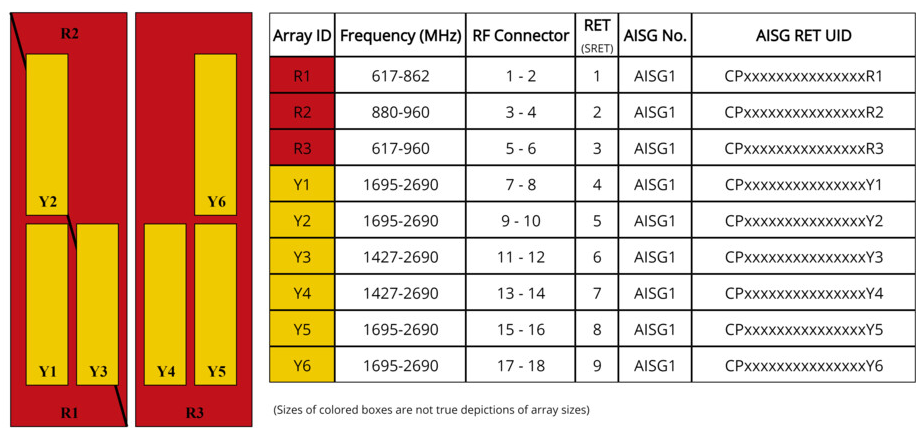 R2
Y2
Y6
Y1
Y3
Y4
Y5
R1
R3
Array ID Frequency (MHz) RF Connector RET (SRET) AISG No. AISG RET UID
R1 617-862 1 - 2 1 AISG1 CPxxxxxxxxxxxxxxxR1
R2 880-960 3 - 4 2 AISG1 CPxxxxxxxxxxxxxxxR2
R3 617-960 5 - 6 3 AISG1 CPxxxxxxxxxxxxxxxR3
Y1 1695-2690 7 - 8 4 AISG1 CPxxxxxxxxxxxxxxxY1
Y2 1695-2690 9 - 10 5 AISG1 CPxxxxxxxxxxxxxxxY2
Y3 1427-2690 11 - 12 6 AISG1 CPxxxxxxxxxxxxxxxY3
Y4 1427-2690 13 - 14 7 AISG1 CPxxxxxxxxxxxxxxxY4
Y5 1695-2690 15 - 16 8 AISG1 CPxxxxxxxxxxxxxxxY5
Y6 1695-2690 17 - 18 9 AISG1 CPxxxxxxxxxxxxxxxY6
(Sizes of colored boxes are not true depictions of array sizes)